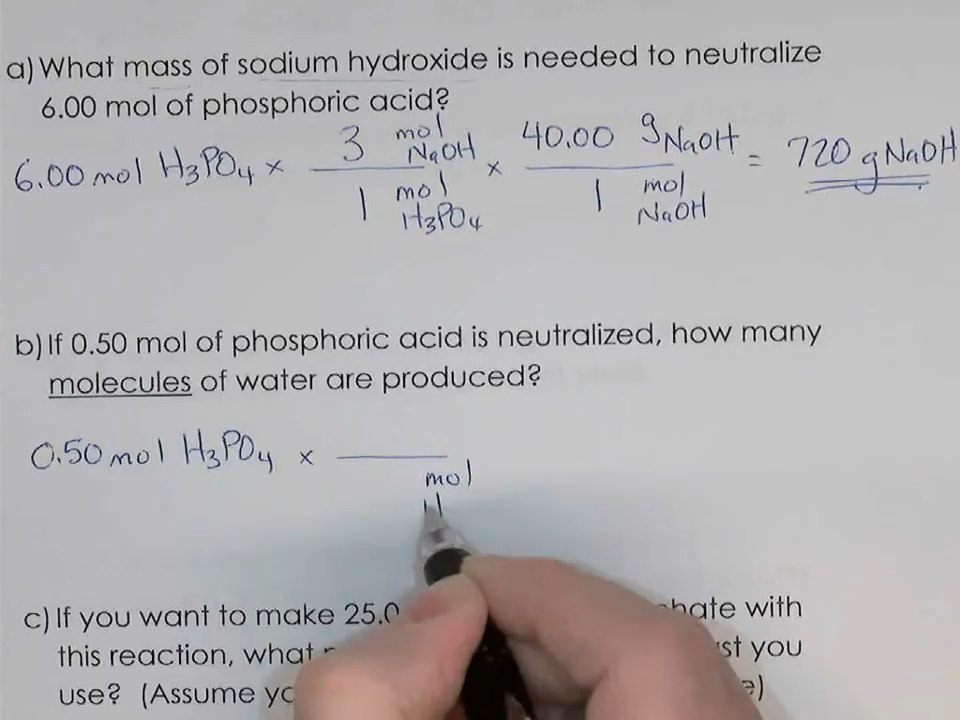 a) What mass of sodium hydroxide is needed to neutralize
6.00 mol of phosphoric acid?
6.00 mol H₃PO₄ × 3 mol NaOH / 1 mol H₃PO₄ × 40.00 g NaOH / 1 mol NaOH = 720 g NaOH
b) If 0.50 mol of phosphoric acid is neutralized, how many
molecules of water are produced?
0.50 mol H₃PO₄ ×
mol
c) If you want to make 25.0 with
this reaction, what you
use? (Assume